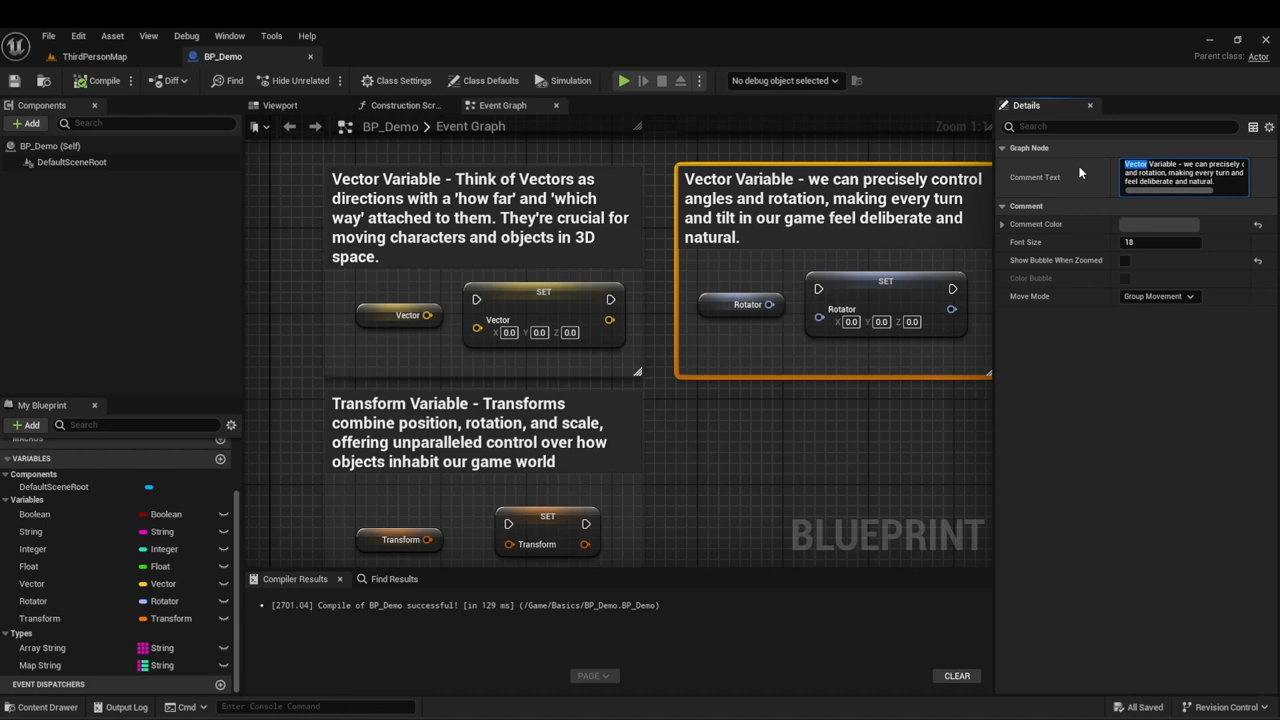 File Edit Asset View Debug Window Tools Help
ThirdPersonMap BP_Demo
Parent class: Actor
Compile Diff Find Hide Unrelated Class Settings Class Defaults Simulation No debug object selected
Components
Add Search
BP_Demo (Self)
DefaultSceneRoot
Viewport Construction Scr... Event Graph
BP_Demo > Event Graph
Vector Variable - Think of Vectors as
directions with a 'how far' and 'which
way' attached to them. They're crucial for
moving characters and objects in 3D
space.
Vector
SET
Vector
X 0.0 Y 0.0 Z 0.0
Vector Variable - we can precisely control
angles and rotation, making every turn
and tilt in our game feel deliberate and
natural.
Rotator
SET
Rotator
X 0.0 Y 0.0 Z 0.0
Transform Variable - Transforms
combine position, rotation, and scale,
offering unparalleled control over how
objects inhabit our game world
Transform
SET
Transform
BLUEPRINT
Details
Search
Graph Node
Comment Text
Vector Variable - we can precisely
and rotation, making every turn and
feel deliberate and natural.
Comment
Comment Color
Font Size 18
Show Bubble When Zoomed
Color Bubble
Move Mode Group Movement
My Blueprint
Add Search
VARIABLES
Components
DefaultSceneRoot
Variables
Boolean Boolean
String String
Integer Integer
Float Float
Vector Vector
Rotator Rotator
Transform Transform
Types
Array String String
Map String String
EVENT DISPATCHERS
Compiler Results Find Results
[2701.04] Compile of BP_Demo successful! [in 129 ms] (/Game/Basics/BP_Demo.BP_Demo)
PAGE CLEAR
Content Drawer Output Log Cmd Enter Console Command All Saved Revision Control